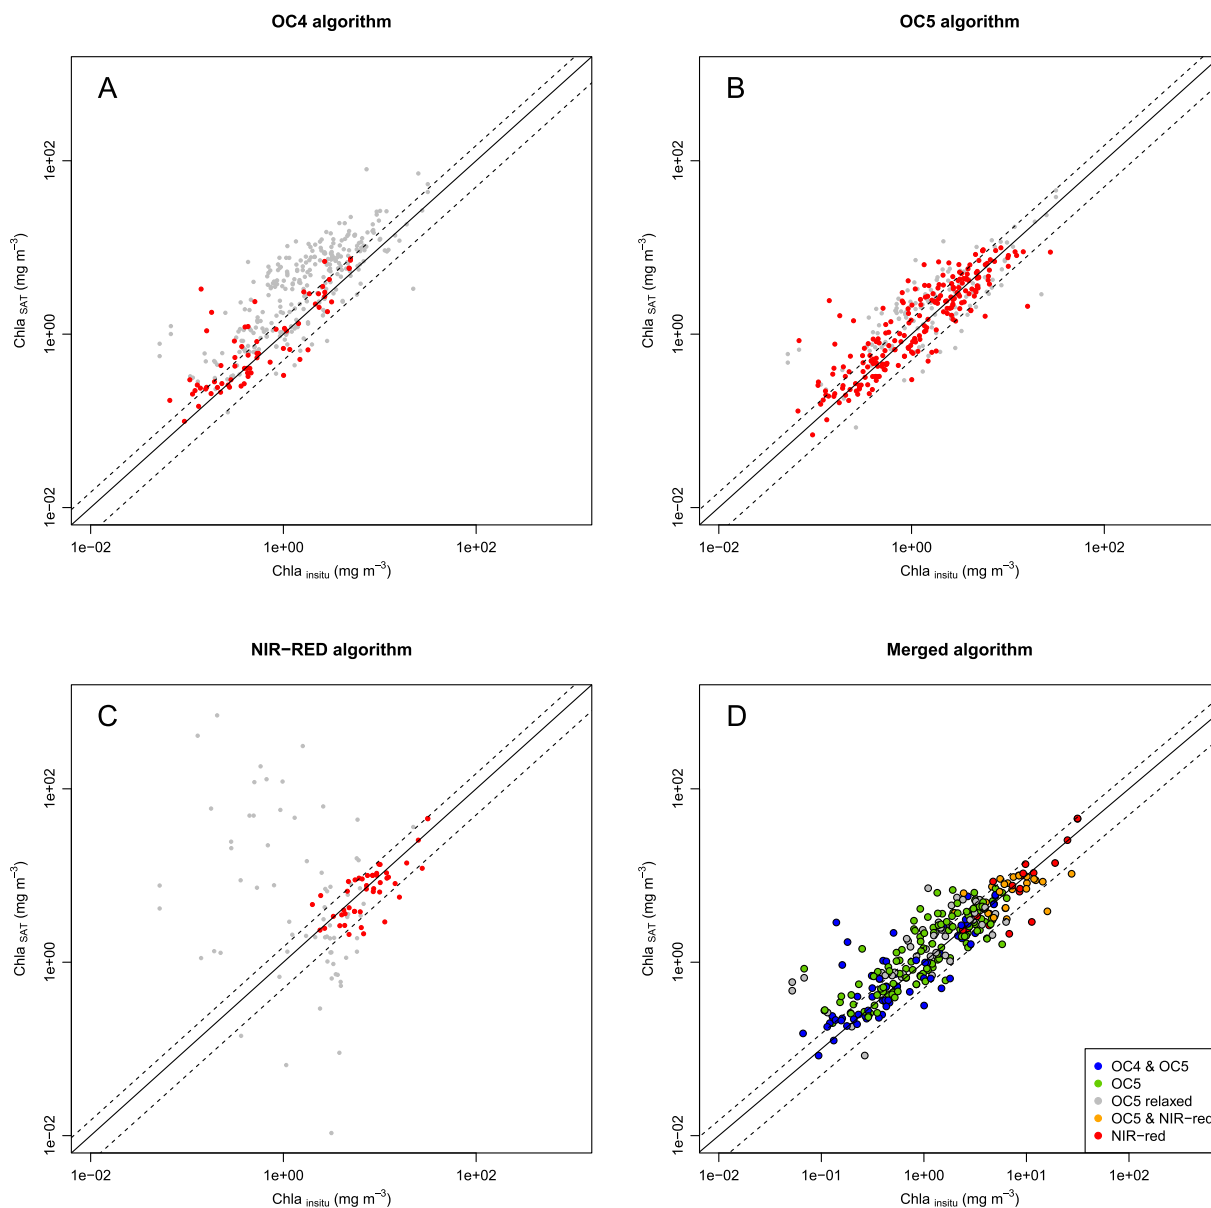 OC4 algorithm
A
1e+02
1e+00
1e−02
Chla SAT (mg m−3)
1e−02 1e+00 1e+02
Chla insitu (mg m−3)
OC5 algorithm
B
1e+02
1e+00
1e−02
Chla SAT (mg m−3)
1e−02 1e+00 1e+02
Chla insitu (mg m−3)
NIR−RED algorithm
C
1e+02
1e+00
1e−02
Chla SAT (mg m−3)
1e−02 1e+00 1e+02
Chla insitu (mg m−3)
Merged algorithm
D
1e+02
1e+00
1e−02
Chla SAT (mg m−3)
1e−02 1e−01 1e+00 1e+01 1e+02
Chla insitu (mg m−3)
OC4 & OC5
OC5
OC5 relaxed
OC5 & NIR−red
NIR−red